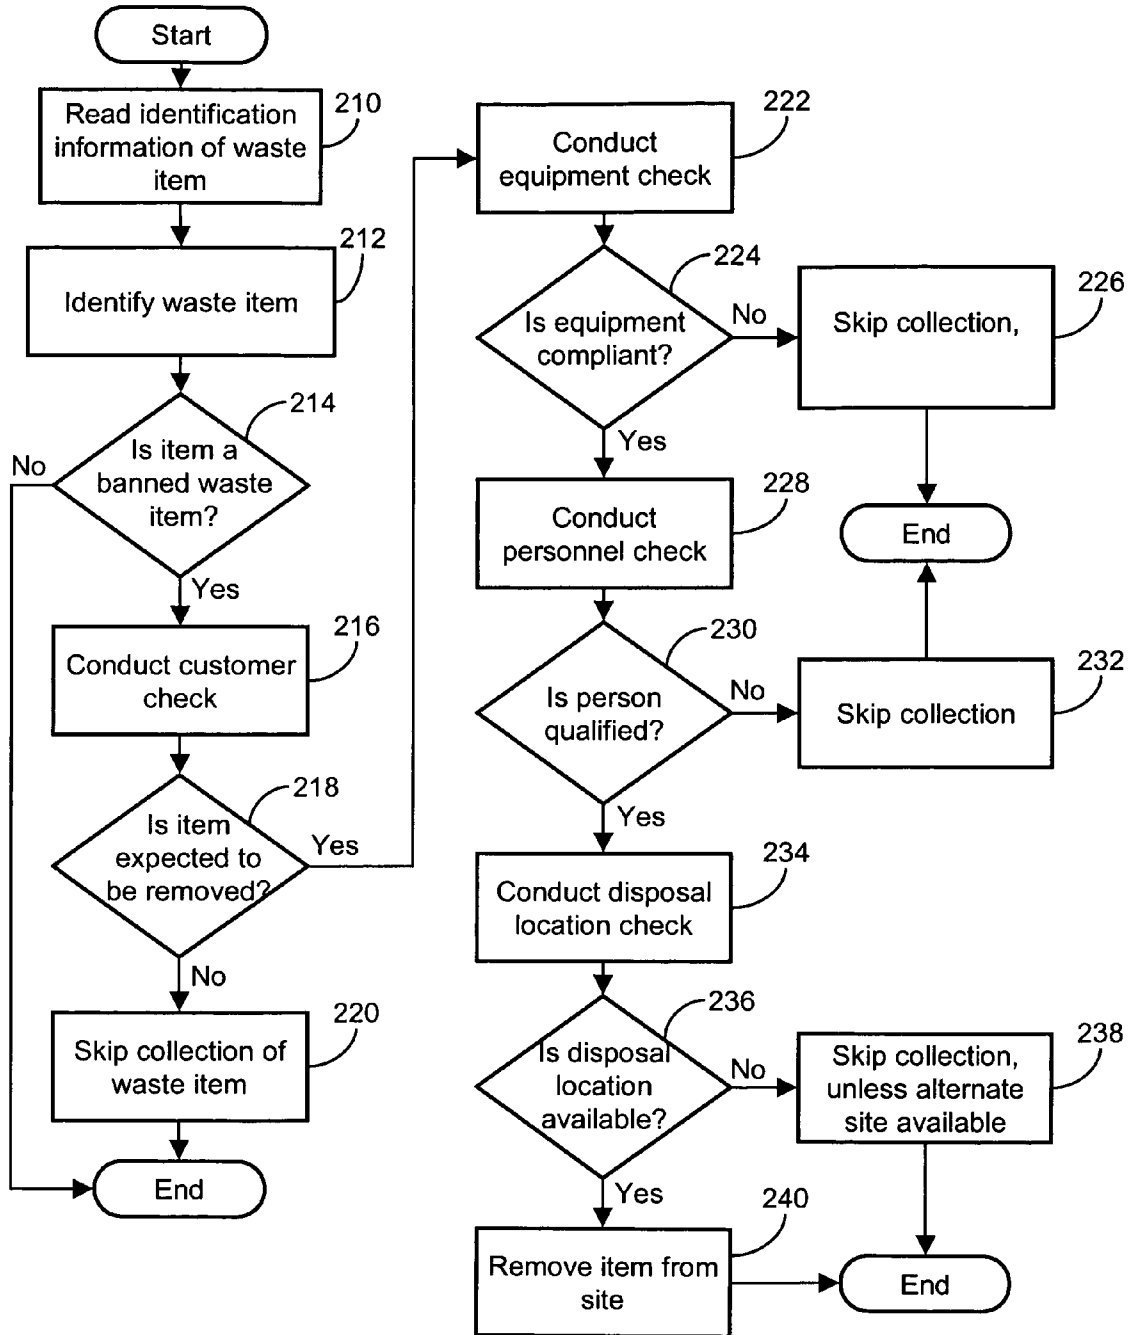 Start
Read identification
information of waste
item
210
Identify waste item
212
Is item a
banned waste
item?
214
No
Yes
Conduct customer
check
216
Is item
expected to
be removed?
218
Yes
No
Skip collection of
waste item
220
End
Conduct
equipment check
222
Is equipment
compliant?
224
No
Yes
Skip collection,
226
End
Conduct
personnel check
228
Is person
qualified?
230
No
Yes
Skip collection
232
Conduct disposal
location check
234
Is disposal
location
available?
236
No
Yes
Skip collection,
unless alternate
site available
238
Remove item from
site
240
End